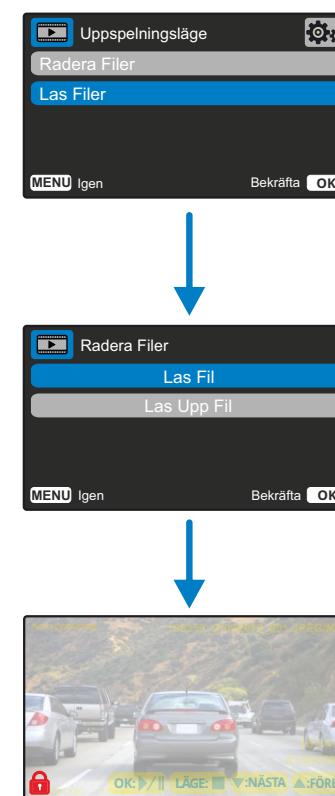 Uppspelningsläge
Radera Filer
Las Filer
MENU Igen Bekräfta OK
Radera Filer
Las Fil
Las Upp Fil
MENU Igen Bekräfta OK
OK: LÄGE: :NÄSTA :FÖRE